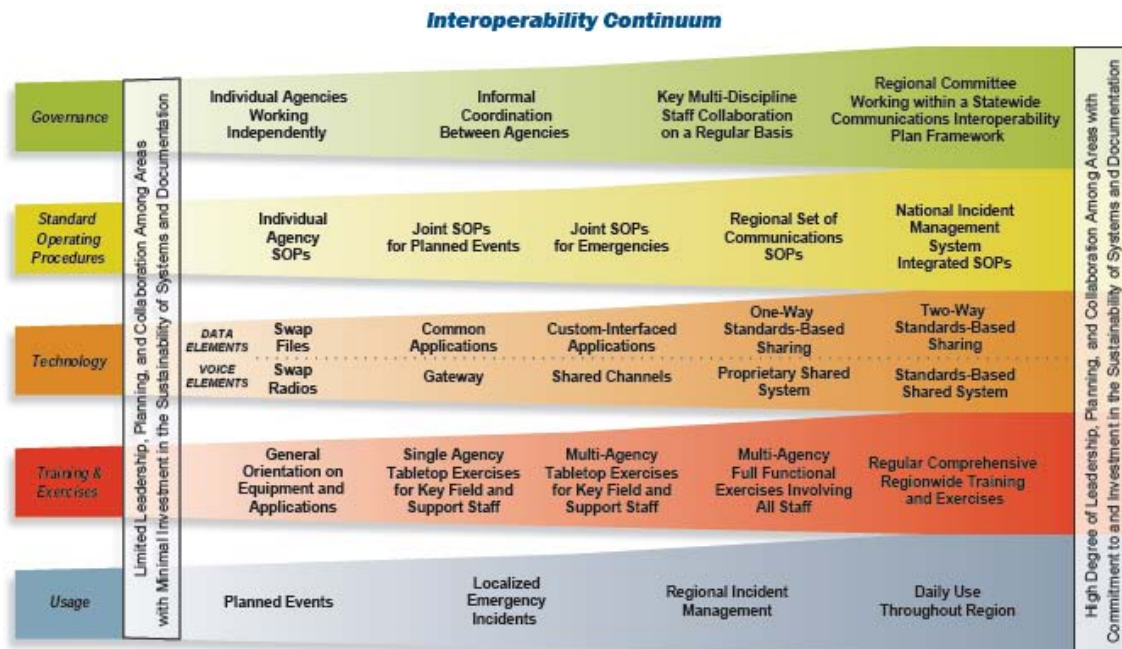 Interoperability Continuum
Limited Leadership, Planning, and Collaboration Among Areas
with Minimal Investment in the Sustainability of Systems and Documentation
Governance
Individual Agencies
Working
Independently
Informal
Coordination
Between Agencies
Key Multi-Discipline
Staff Collaboration
on a Regular Basis
Regional Committee
Working within a Statewide
Communications Interoperability
Plan Framework
Standard
Operating
Procedures
Individual
Agency
SOPs
Joint SOPs
for Planned Events
Joint SOPs
for Emergencies
Regional Set of
Communications
SOPs
National Incident
Management
System
Integrated SOPs
Technology
DATA
ELEMENTS
Swap
Files
Common
Applications
Custom-Interfaced
Applications
One-Way
Standards-Based
Sharing
Two-Way
Standards-Based
Sharing
VOICE
ELEMENTS
Swap
Radios
Gateway
Shared Channels
Proprietary Shared
System
Standards-Based
Shared System
Training &
Exercises
General
Orientation on
Equipment and
Applications
Single Agency
Tabletop Exercises
for Key Field and
Support Staff
Multi-Agency
Tabletop Exercises
for Key Field and
Support Staff
Multi-Agency
Full Functional
Exercises Involving
All Staff
Regular Comprehensive
Regionwide Training
and Exercises
Usage
Planned Events
Localized
Emergency
Incidents
Regional Incident
Management
Daily Use
Throughout Region
High Degree of Leadership, Planning, and Collaboration Among Areas with
Commitment to and Investment in the Sustainability of Systems and Documentation